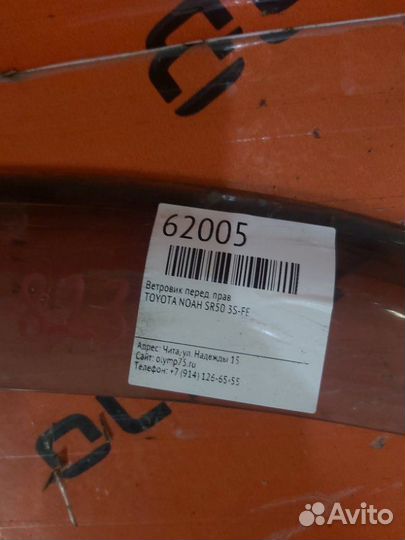 62005
Ветровик перед. прав
TOYOTA NOAH SR50 3S-FE
Адрес: Чита, ул. Надежды 15
Сайт: olymp75.ru
Телефон: +7 (914) 126-65-55
Avito